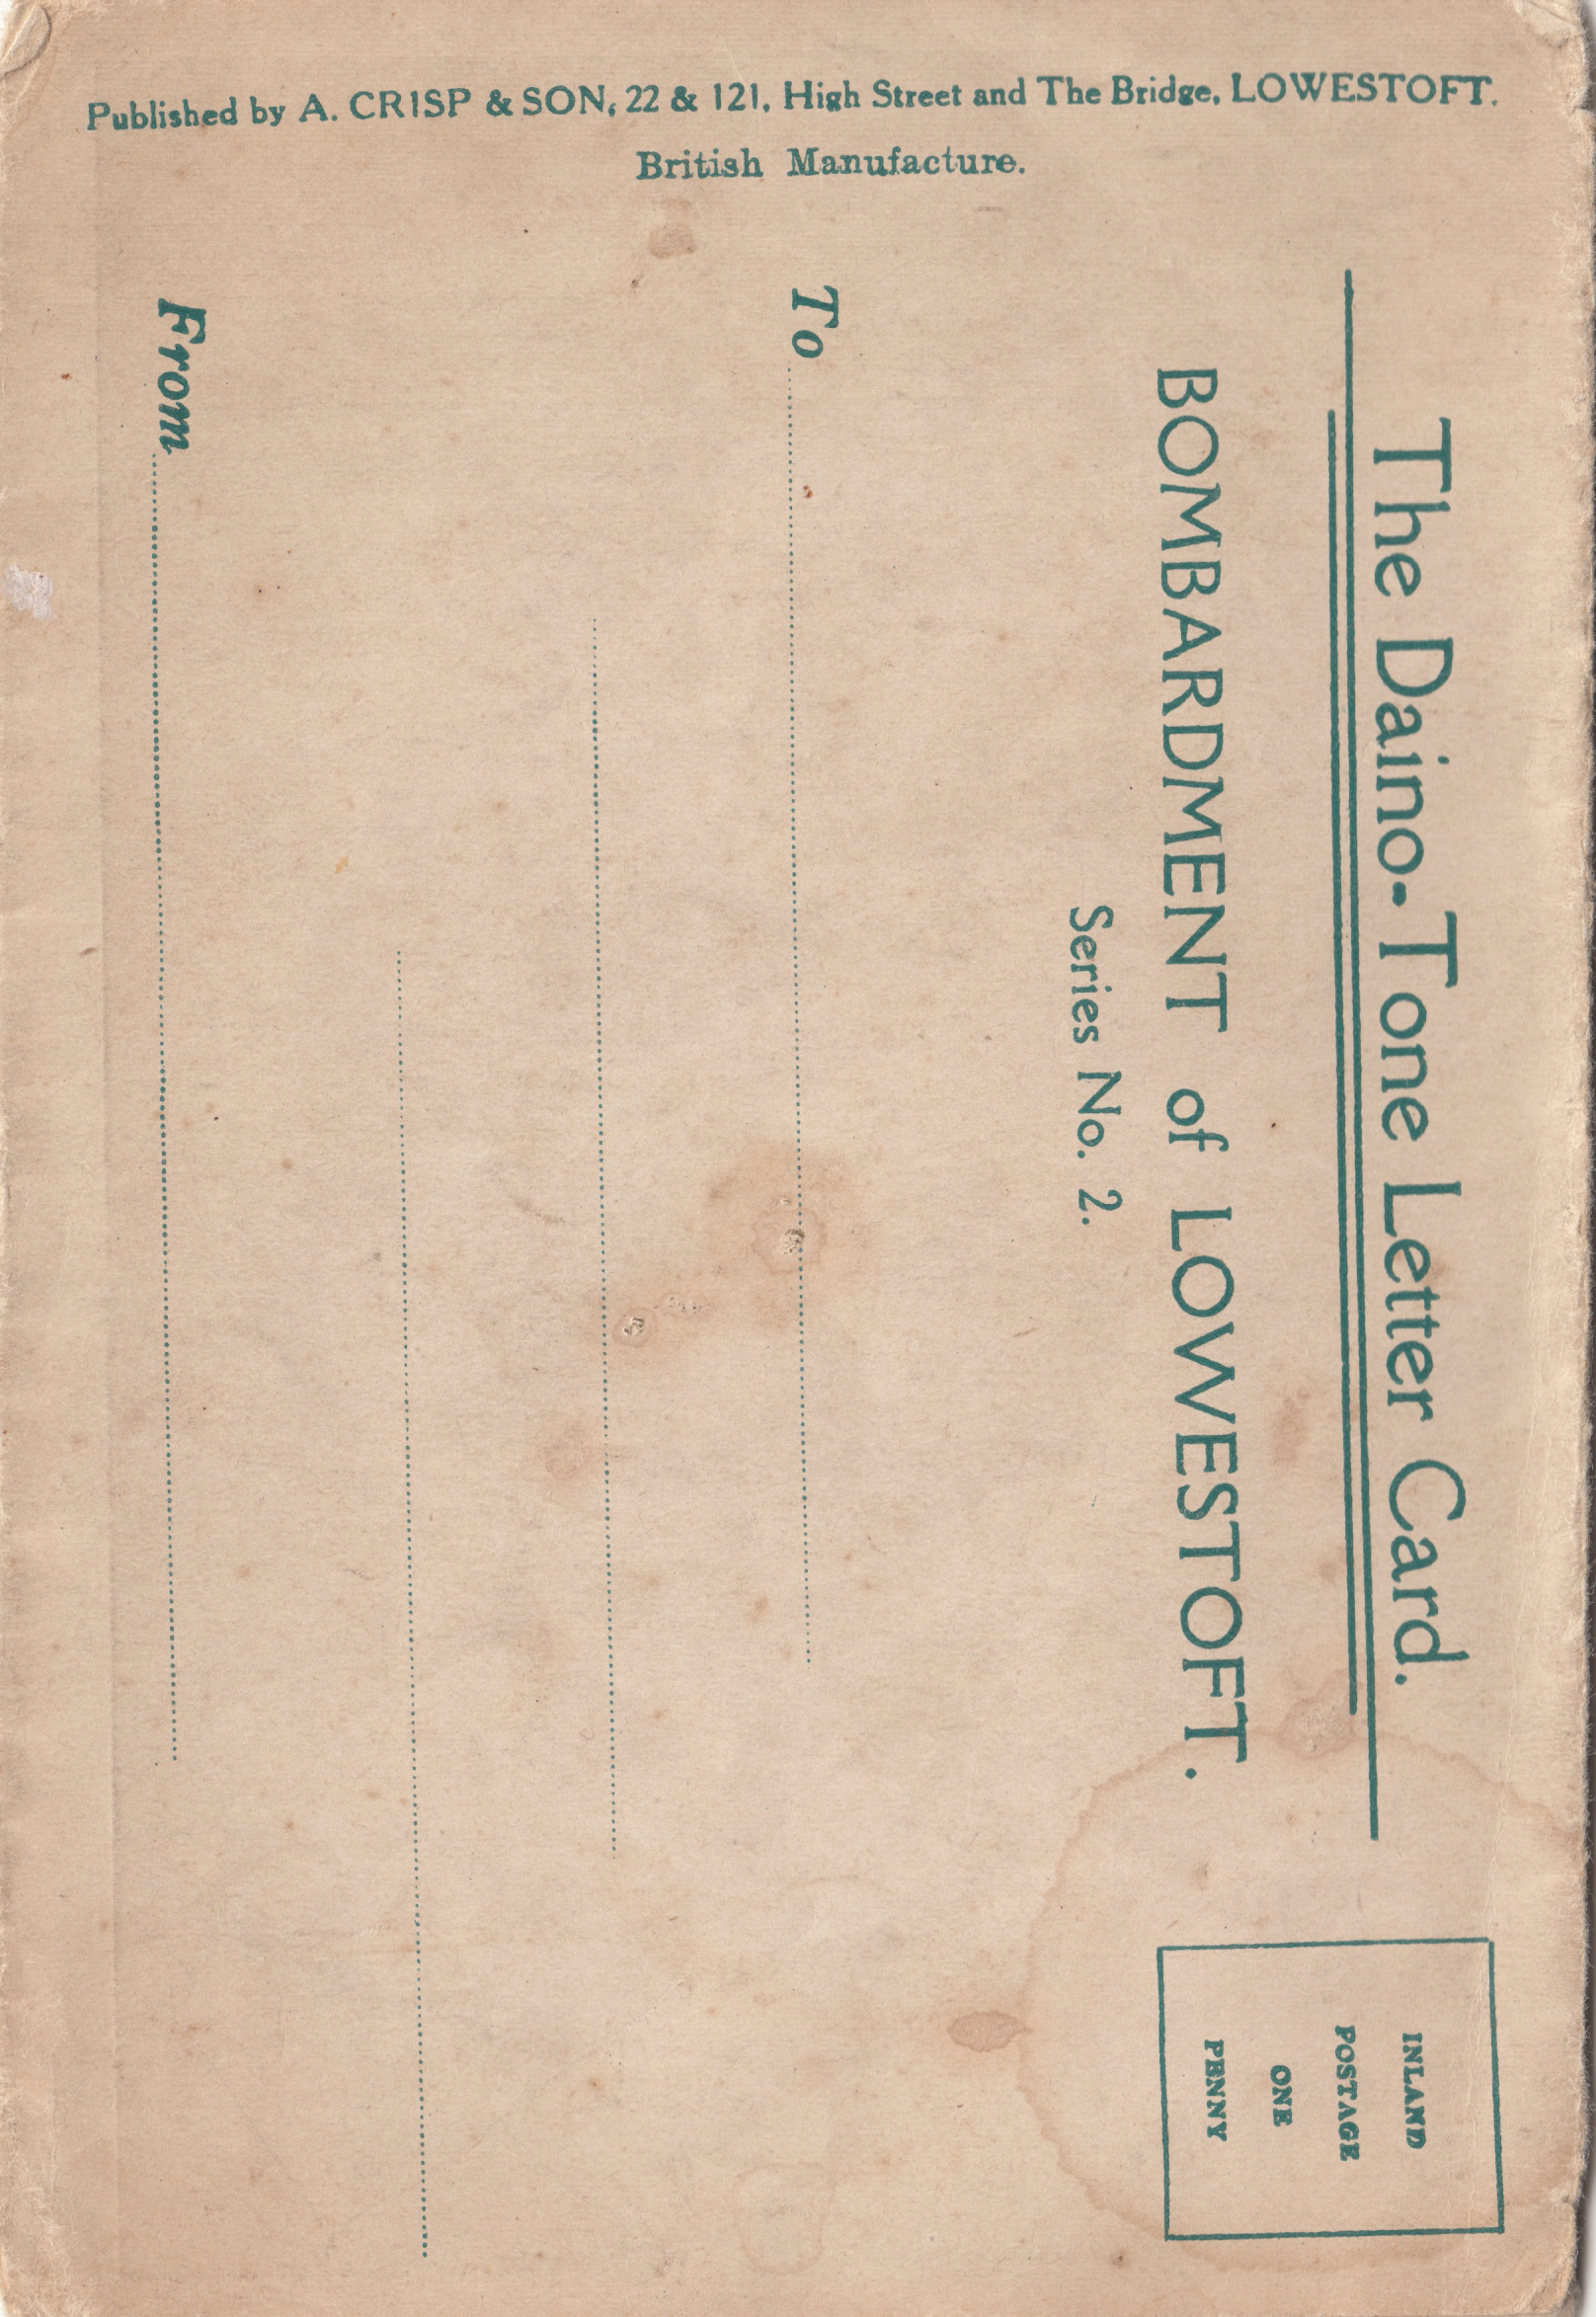 Published by A. CRISP & SON, 22 & 121, High Street and The Bridge, LOWESTOFT.
British Manufacture.
The Daino-Tone Letter Card.
BOMBARDMENT of LOWESTOFT.
Series No. 2.
INLAND
POSTAGE
ONE
PENNY
To
From